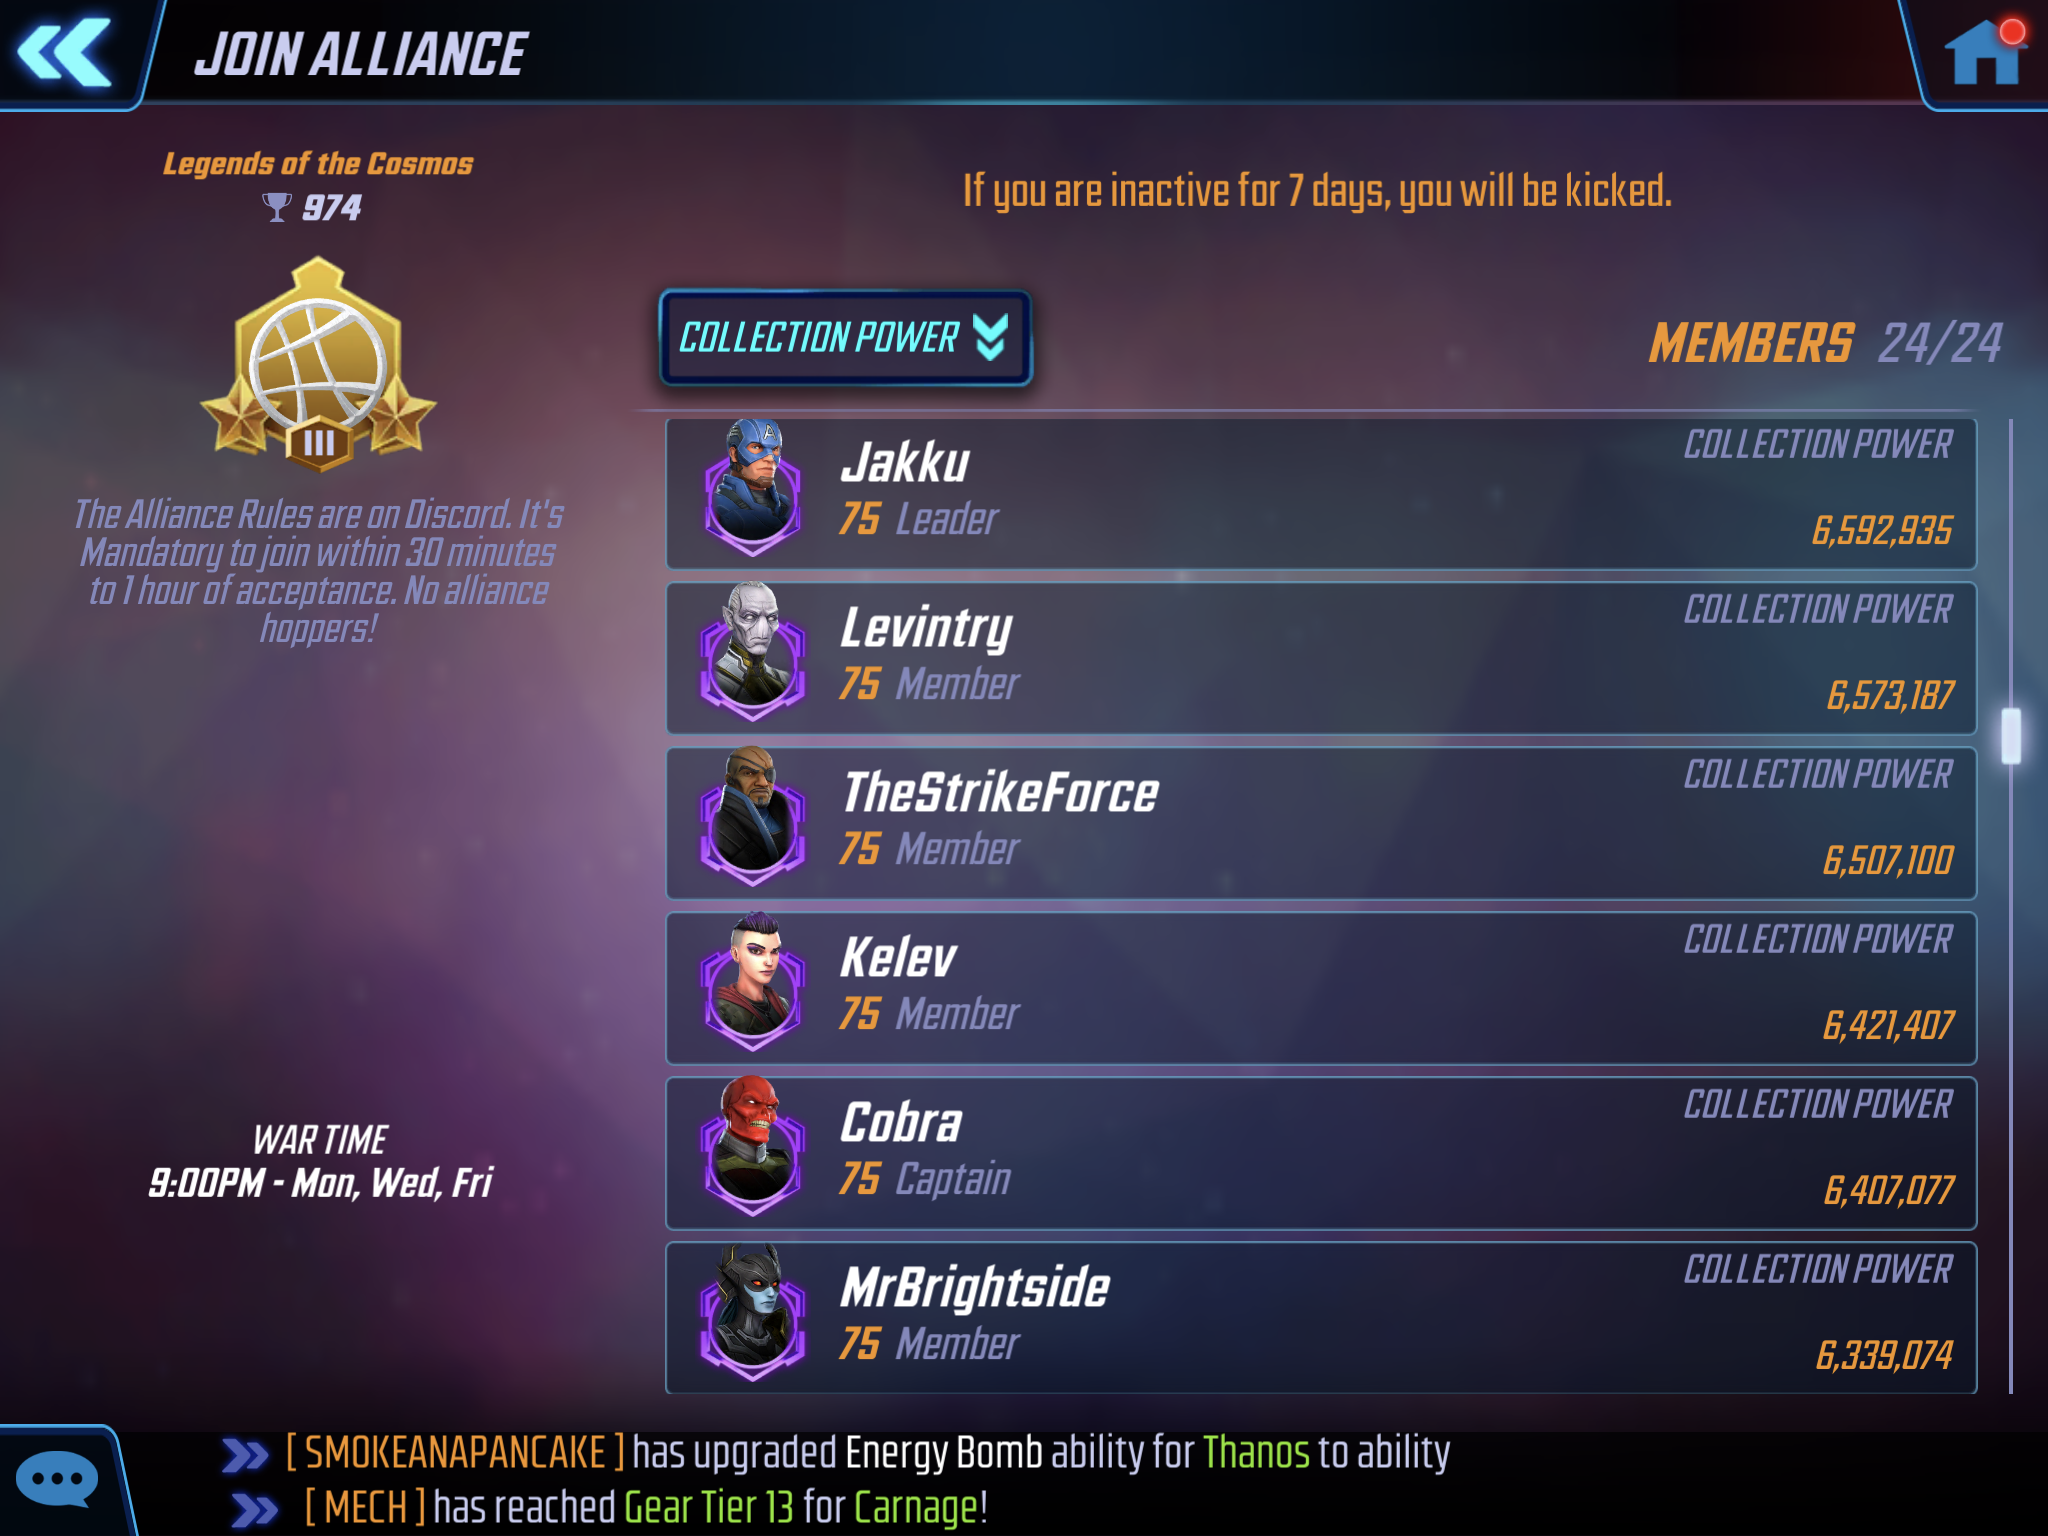 JOIN ALLIANCE
Legends of the Cosmos
974
III
The Alliance Rules are on Discord. It's
Mandatory to join within 30 minutes
to 1 hour of acceptance. No alliance
hoppers!
WAR TIME
9:00PM - Mon, Wed, Fri
If you are inactive for 7 days, you will be kicked.
COLLECTION POWER
MEMBERS 24/24
Jakku
75 Leader
COLLECTION POWER
6,592,935
Levintry
75 Member
COLLECTION POWER
6,573,187
TheStrikeForce
75 Member
COLLECTION POWER
6,507,100
Kelev
75 Member
COLLECTION POWER
6,421,407
Cobra
75 Captain
COLLECTION POWER
6,407,077
MrBrightside
75 Member
COLLECTION POWER
6,339,074
[ SMOKEANAPANCAKE ] has upgraded Energy Bomb ability for Thanos to ability
[ MECH ] has reached Gear Tier 13 for Carnage!